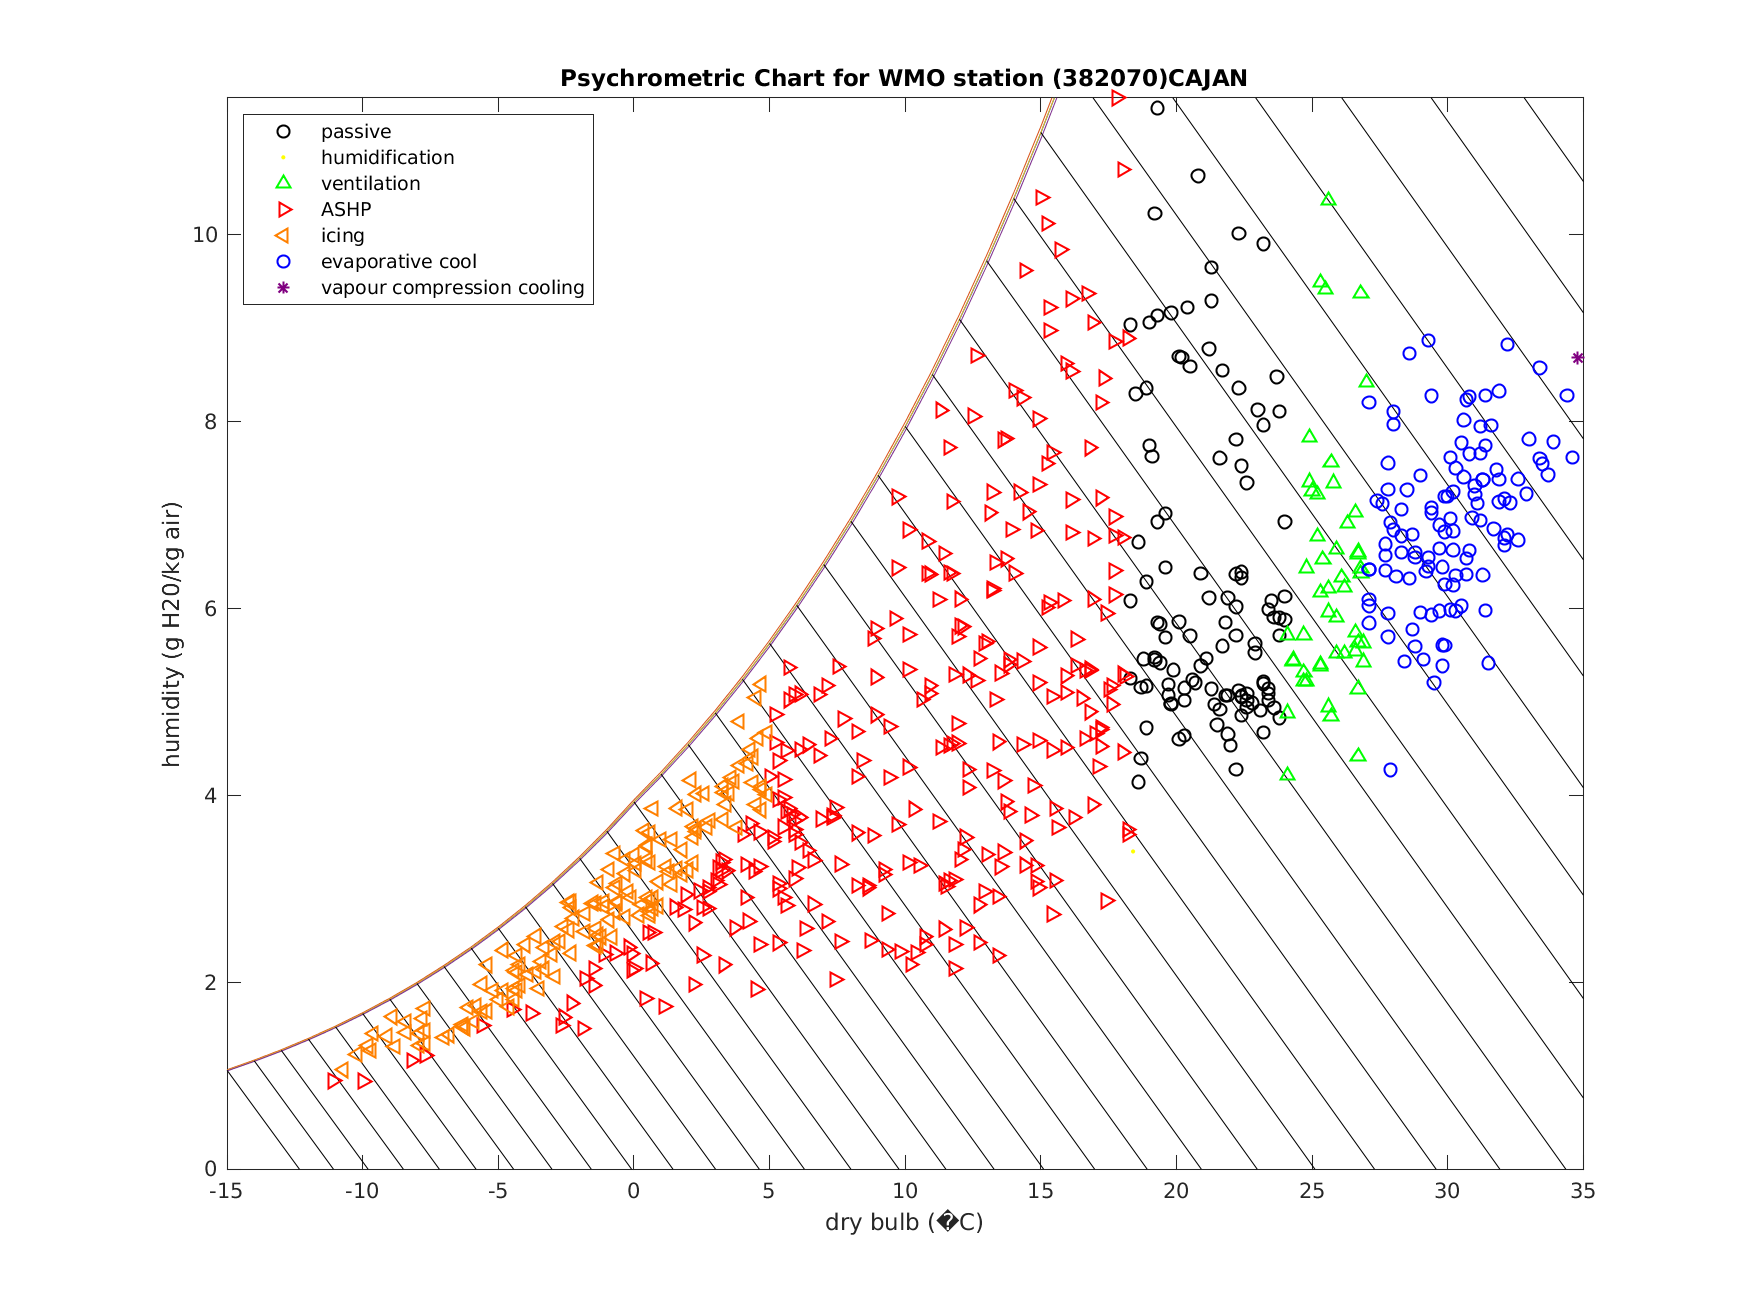 Psychrometric Chart for WMO station (382070)CAJAN
passive
humidification
ventilation
ASHP
icing
evaporative cool
vapour compression cooling
humidity (g H20/kg air)
10
8
6
4
2
0
-15 -10 -5 0 5 10 15 20 25 30 35
dry bulb (�C)